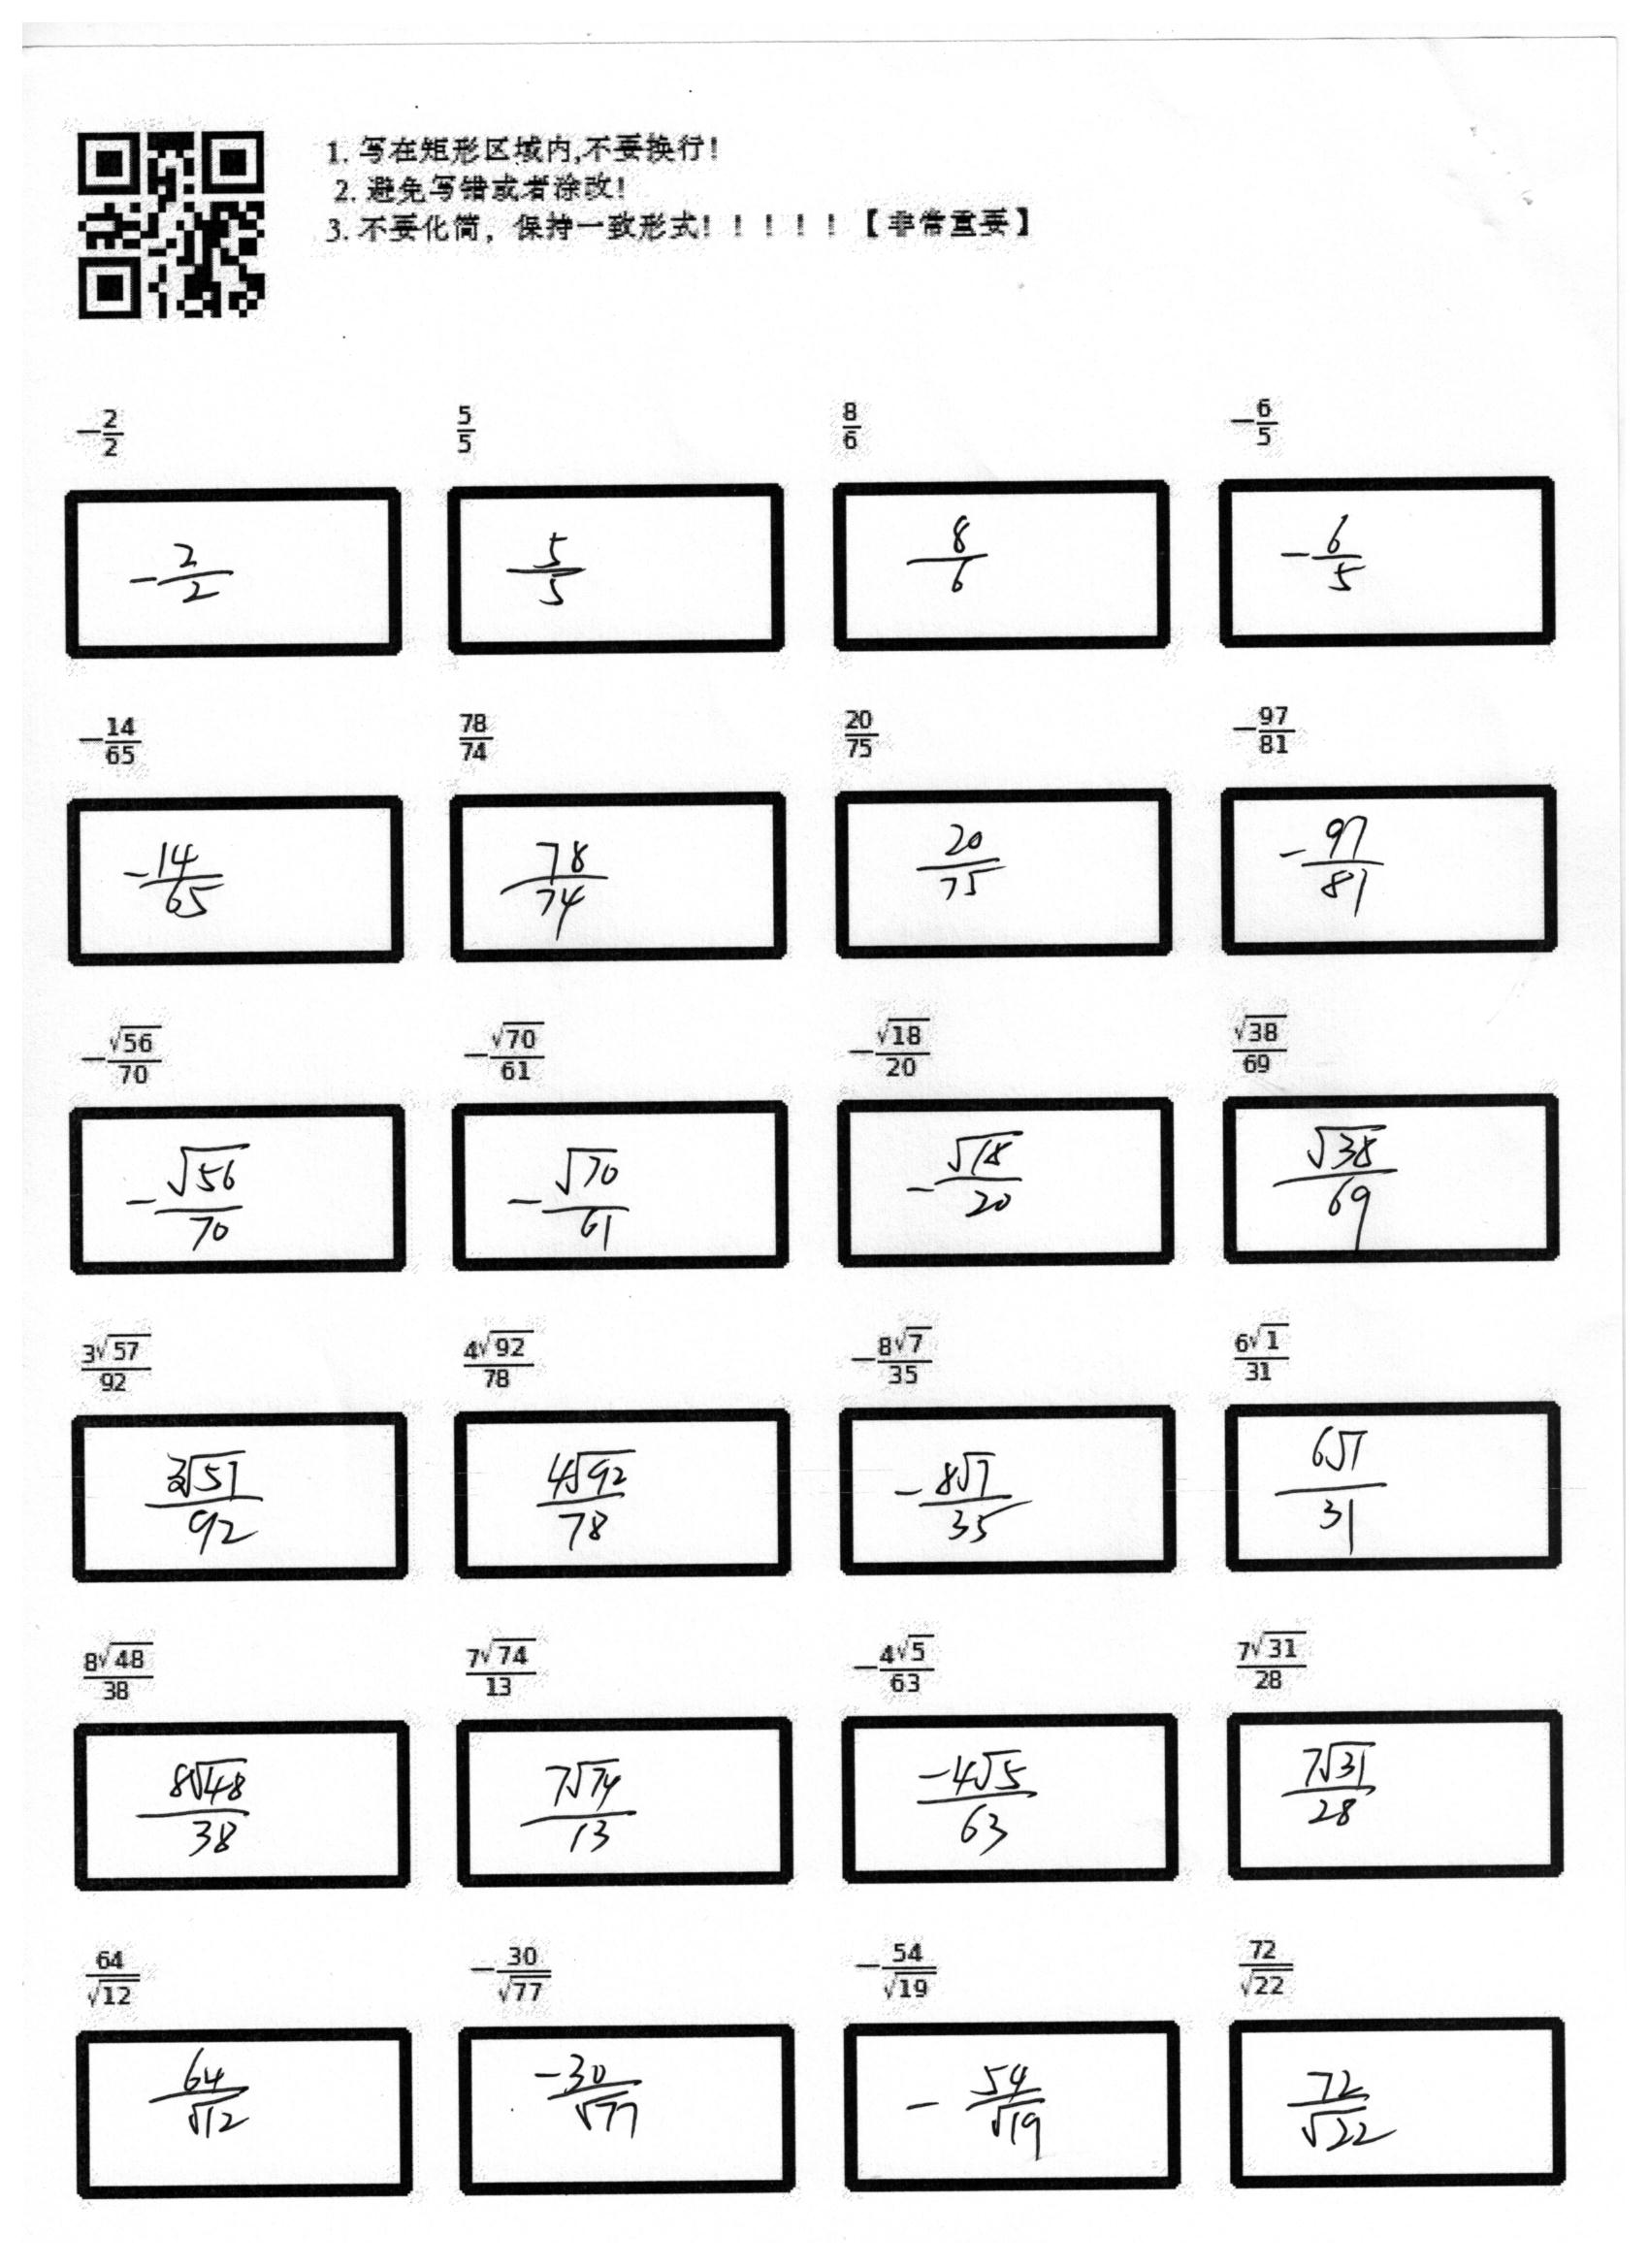 1. 写在矩形区域内,不要换行!
2. 避免写错或者涂改!
3. 不要化简，保持一致形式！！！！！【非常重要】
$-\frac{2}{2}$ $\frac{5}{5}$ $\frac{8}{6}$ $-\frac{6}{5}$
$-\frac{2}{2}$ $\frac{5}{5}$ $\frac{8}{6}$ $-\frac{6}{5}$
$-\frac{14}{65}$ $\frac{78}{74}$ $\frac{20}{75}$ $-\frac{97}{81}$
$-\frac{14}{65}$ $\frac{78}{74}$ $\frac{20}{75}$ $-\frac{97}{81}$
$-\frac{\sqrt{56}}{70}$ $-\frac{\sqrt{70}}{61}$ $-\frac{\sqrt{18}}{20}$ $\frac{\sqrt{38}}{69}$
$-\frac{\sqrt{56}}{70}$ $-\frac{\sqrt{70}}{61}$ $-\frac{\sqrt{18}}{20}$ $\frac{\sqrt{38}}{69}$
$\frac{3\sqrt{57}}{92}$ $\frac{4\sqrt{92}}{78}$ $-\frac{8\sqrt{7}}{35}$ $\frac{6\sqrt{1}}{31}$
$\frac{3\sqrt{57}}{92}$ $\frac{4\sqrt{92}}{78}$ $-\frac{8\sqrt{7}}{35}$ $\frac{6\sqrt{1}}{31}$
$\frac{8\sqrt{48}}{38}$ $\frac{7\sqrt{74}}{13}$ $-\frac{4\sqrt{5}}{63}$ $\frac{7\sqrt{31}}{28}$
$\frac{8\sqrt{48}}{38}$ $\frac{7\sqrt{74}}{13}$ $\frac{-4\sqrt{5}}{63}$ $\frac{7\sqrt{31}}{28}$
$\frac{64}{\sqrt{12}}$ $-\frac{30}{\sqrt{77}}$ $-\frac{54}{\sqrt{19}}$ $\frac{72}{\sqrt{22}}$
$\frac{64}{\sqrt{12}}$ $\frac{-30}{\sqrt{77}}$ $-\frac{54}{\sqrt{19}}$ $\frac{72}{\sqrt{22}}$